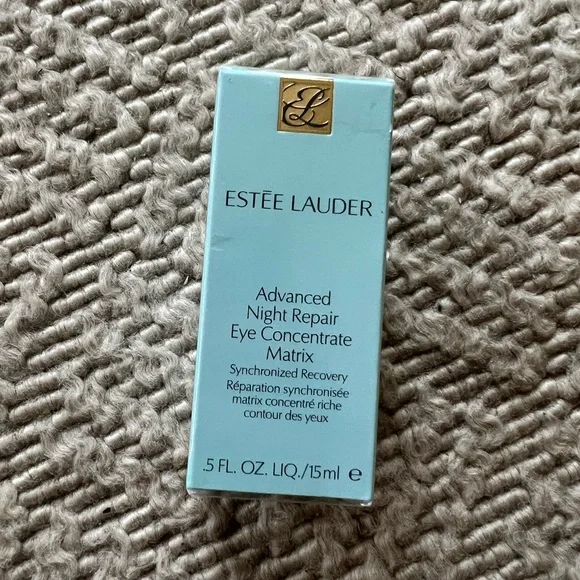 EL
ESTĒE LAUDER
Advanced
Night Repair
Eye Concentrate
Matrix
Synchronized Recovery
Réparation synchronisée
matrix concentré riche
contour des yeux
.5 FL. OZ. LIQ./15ml e